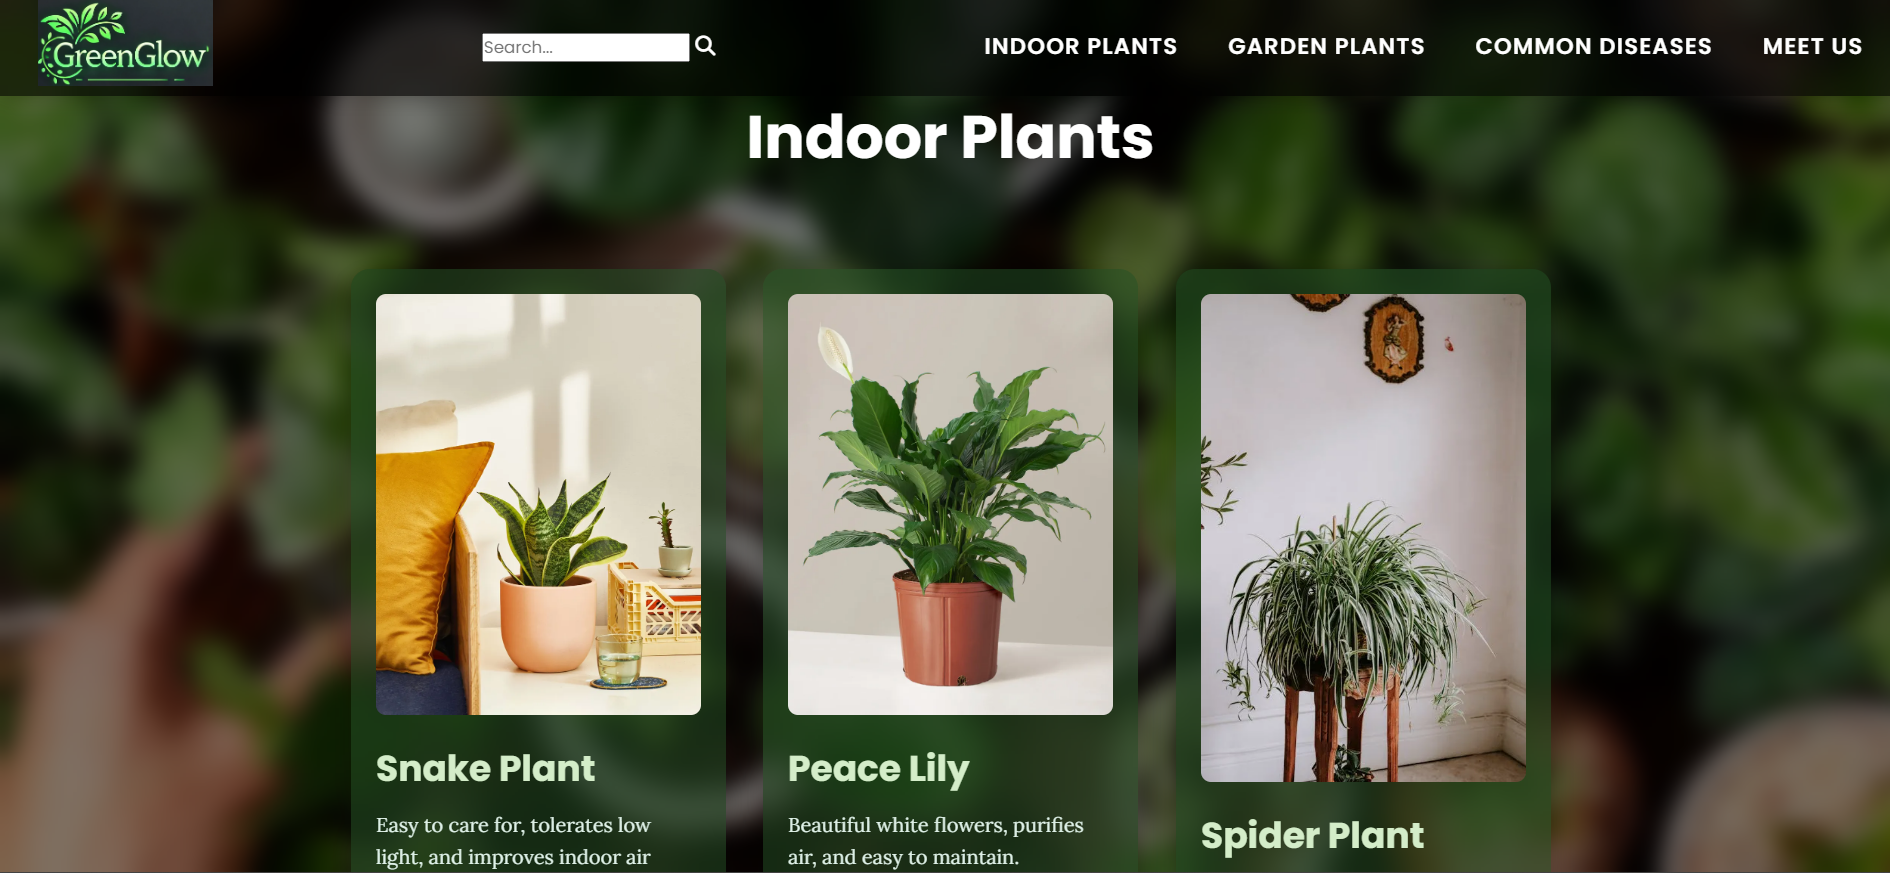 GreenGlow
Search...
INDOOR PLANTS
GARDEN PLANTS
COMMON DISEASES
MEET US
Indoor Plants
Snake Plant
Easy to care for, tolerates low
light, and improves indoor air
Peace Lily
Beautiful white flowers, purifies
air, and easy to maintain.
Spider Plant